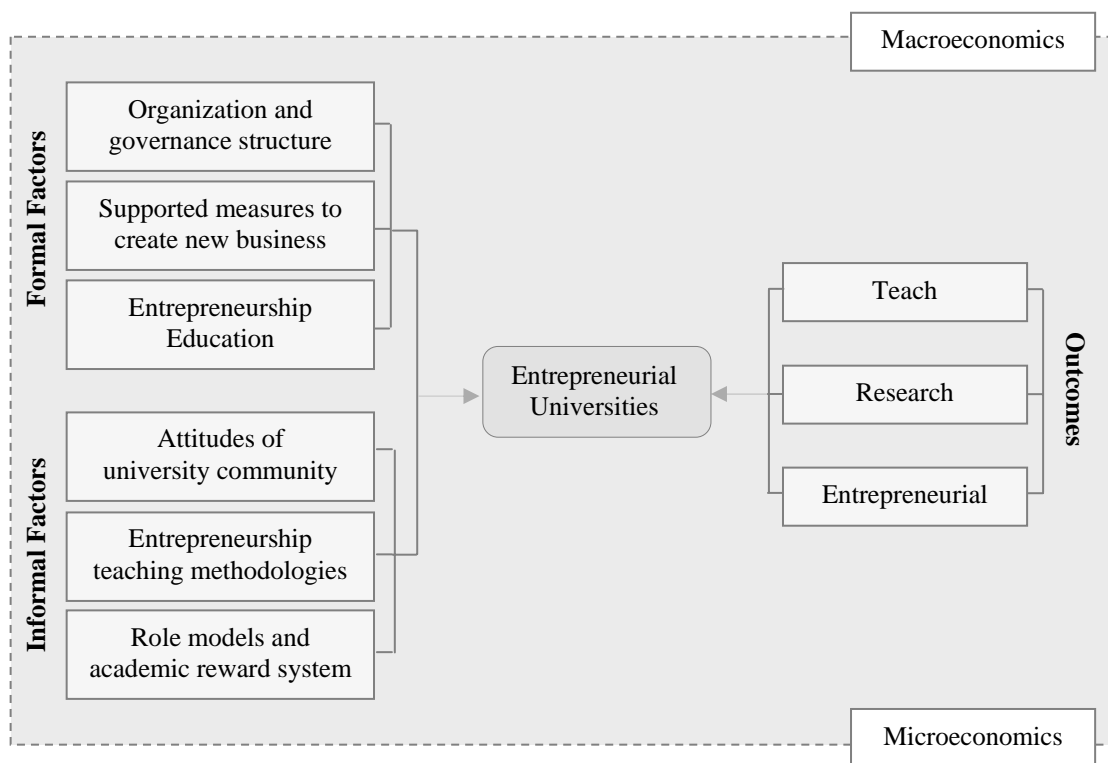 Macroeconomics
Formal Factors
Organization and
governance structure
Supported measures to
create new business
Entrepreneurship
Education
Informal Factors
Attitudes of
university community
Entrepreneurship
teaching methodologies
Role models and
academic reward system
Entrepreneurial
Universities
Teach
Research
Entrepreneurial
Outcomes
Microeconomics